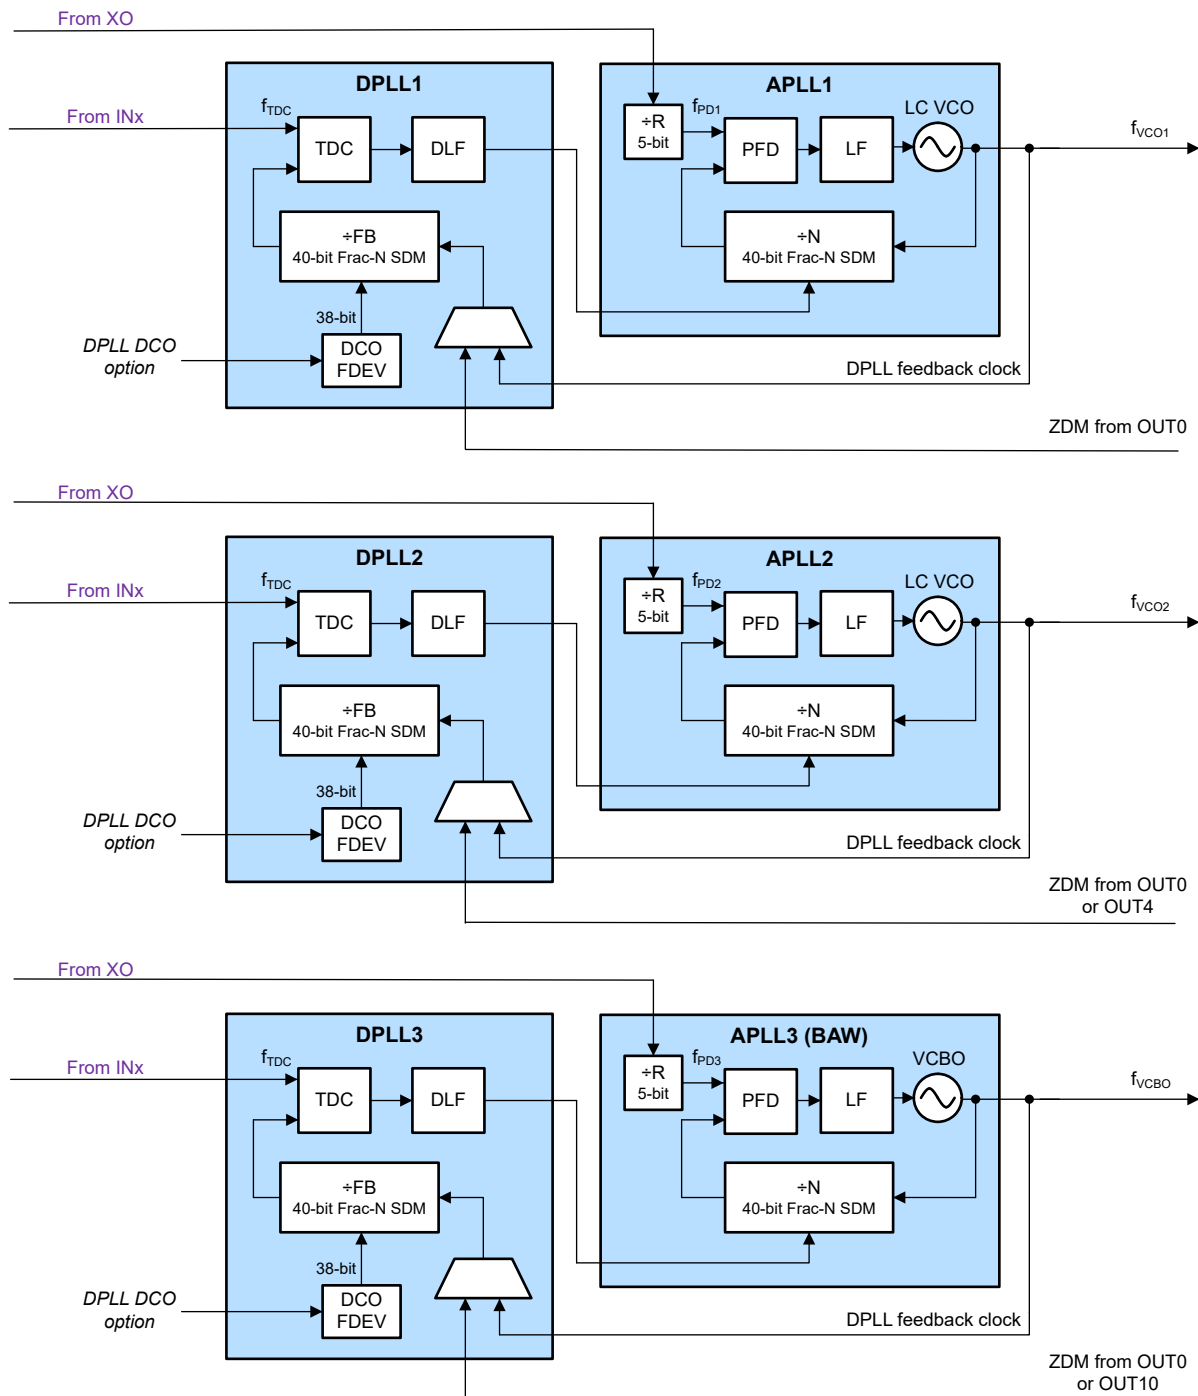 From XO
DPLL1
APLL1
From INx
fTDC
TDC
DLF
÷R
5-bit
fPD1
PFD
LF
LC VCO
fVCO1
÷FB
40-bit Frac-N SDM
÷N
40-bit Frac-N SDM
38-bit
DPLL DCO
option
DCO
FDEV
DPLL feedback clock
ZDM from OUT0
From XO
DPLL2
APLL2
From INx
fTDC
TDC
DLF
÷R
5-bit
fPD2
PFD
LF
LC VCO
fVCO2
÷FB
40-bit Frac-N SDM
÷N
40-bit Frac-N SDM
38-bit
DPLL DCO
option
DCO
FDEV
DPLL feedback clock
ZDM from OUT0
or OUT4
From XO
DPLL3
APLL3 (BAW)
From INx
fTDC
TDC
DLF
÷R
5-bit
fPD3
PFD
LF
VCBO
fVCBO
÷FB
40-bit Frac-N SDM
÷N
40-bit Frac-N SDM
38-bit
DPLL DCO
option
DCO
FDEV
DPLL feedback clock
ZDM from OUT0
or OUT10